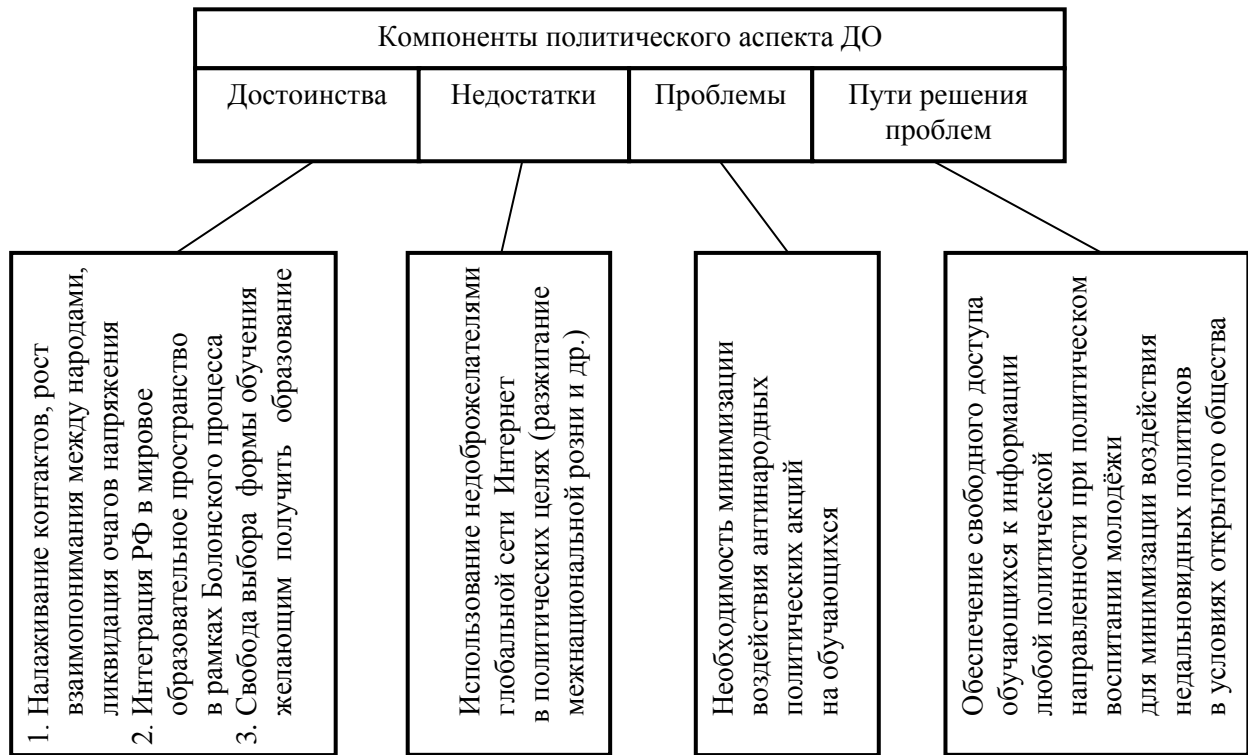 Компоненты политического аспекта ДО
Достоинства
Недостатки
Проблемы
Пути решения
проблем
1. Налаживание контактов, рост
взаимопонимания между народами,
ликвидация очагов напряжения
2. Интеграция РФ в мировое
образовательное пространство
в рамках Болонского процесса
3. Свобода выбора формы обучения
желающим получить образование
Использование недоброжелателями
глобальной сети Интернет
в политических целях (разжигание
межнациональной розни и др.)
Необходимость минимизации
воздействия антинародных
политических акций
на обучающихся
Обеспечение свободного доступа
обучающихся к информации
любой политической
направленности при политическом
воспитании молодёжи
для минимизации воздействия
недальновидных политиков
в условиях открытого общества